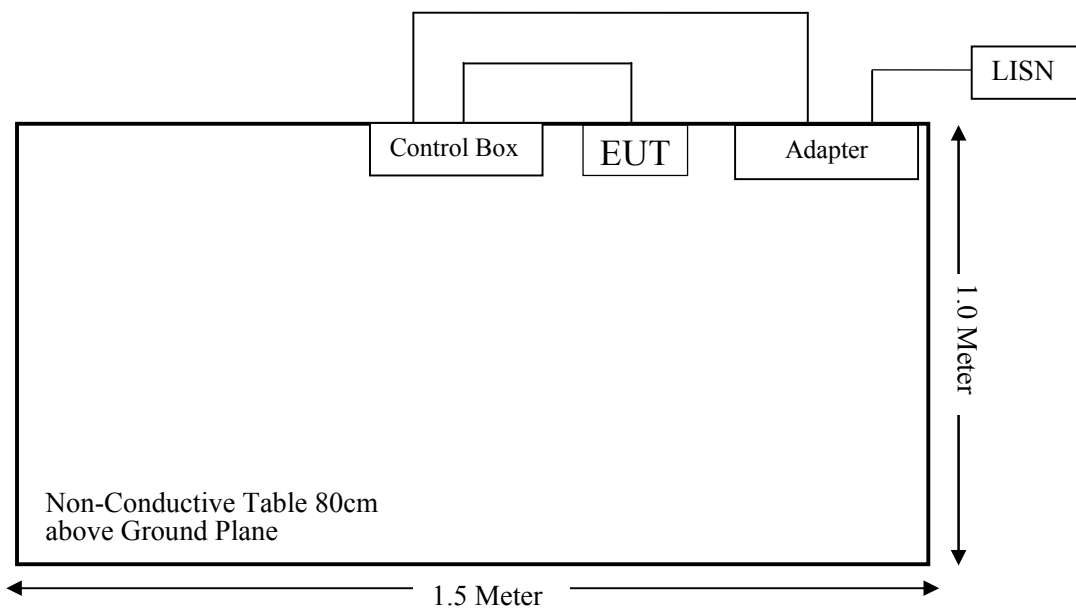 LISN
Control Box
EUT
Adapter
1.0 Meter
Non-Conductive Table 80cm
above Ground Plane
1.5 Meter